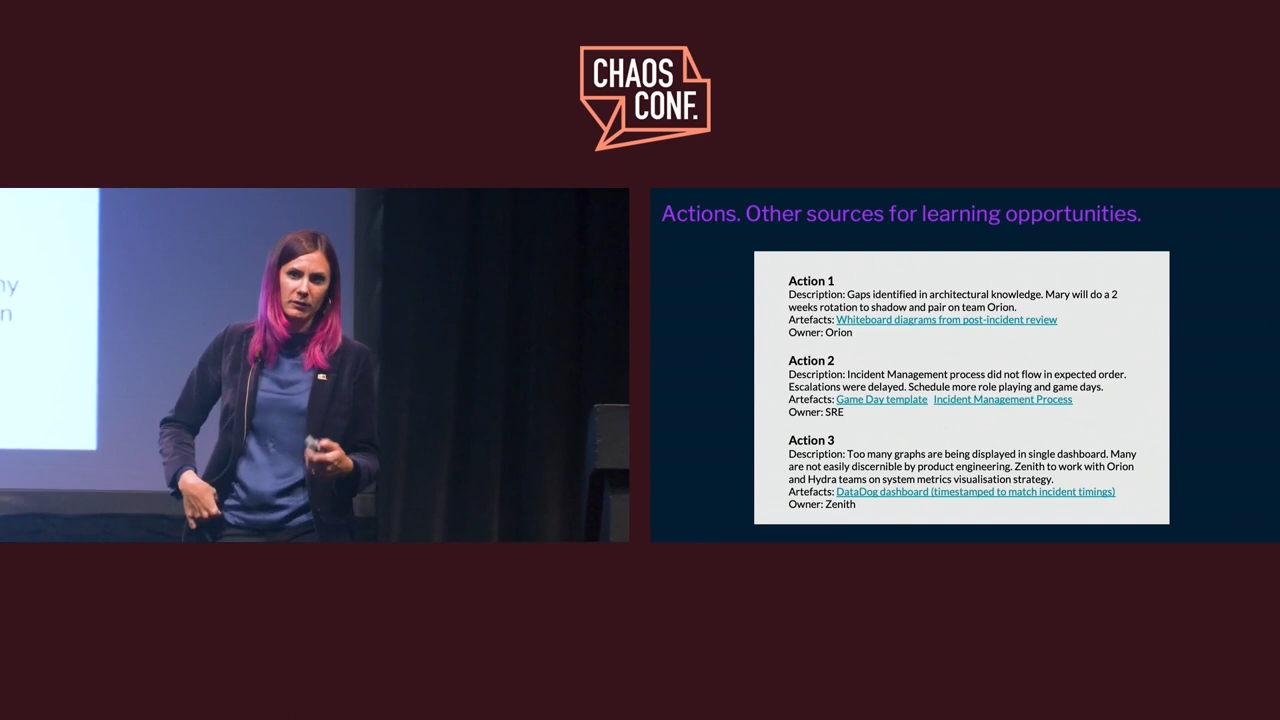 CHAOS
CONF.
Actions. Other sources for learning opportunities.
Action 1
Description: Gaps identified in architectural knowledge. Mary will do a 2
weeks rotation to shadow and pair on team Orion.
Artefacts: Whiteboard diagrams from post-incident review
Owner: Orion
Action 2
Description: Incident Management process did not flow in expected order.
Escalations were delayed. Schedule more role playing and game days.
Artefacts: Game Day template Incident Management Process
Owner: SRE
Action 3
Description: Too many graphs are being displayed in single dashboard. Many
are not easily discernible by product engineering. Zenith to work with Orion
and Hydra teams on system metrics visualisation strategy.
Artefacts: DataDog dashboard (timestamped to match incident timings)
Owner: Zenith